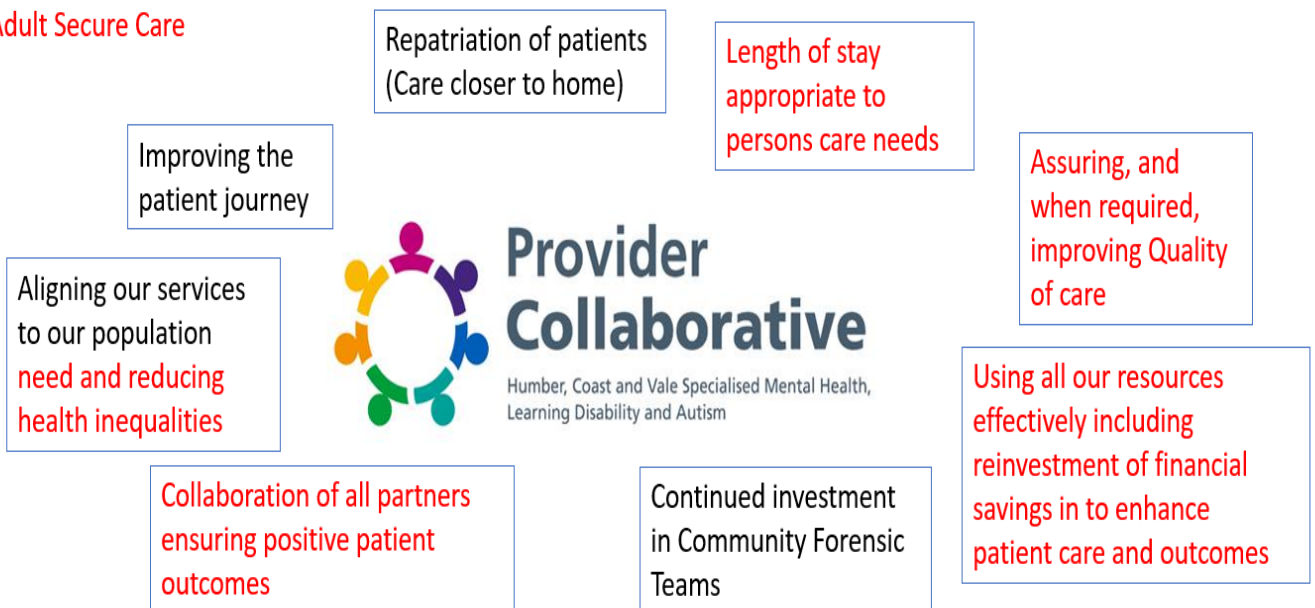 Adult Secure Care
Repatriation of patients
(Care closer to home)
Length of stay
appropriate to
persons care needs
Improving the
patient journey
Assuring, and
when required,
improving Quality
of care
Provider
Collaborative
Humber, Coast and Vale Specialised Mental Health,
Learning Disability and Autism
Aligning our services
to our population
need and reducing
health inequalities
Using all our resources
effectively including
reinvestment of financial
savings in to enhance
patient care and outcomes
Collaboration of all partners
ensuring positive patient
outcomes
Continued investment
in Community Forensic
Teams